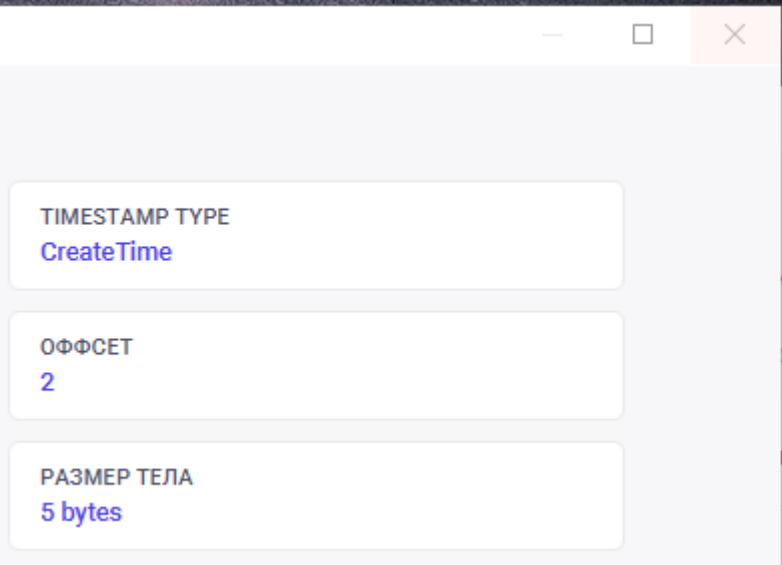 TIMESTAMP TYPE
CreateTime
ОФФСЕТ
2
РАЗМЕР ТЕЛА
5 bytes